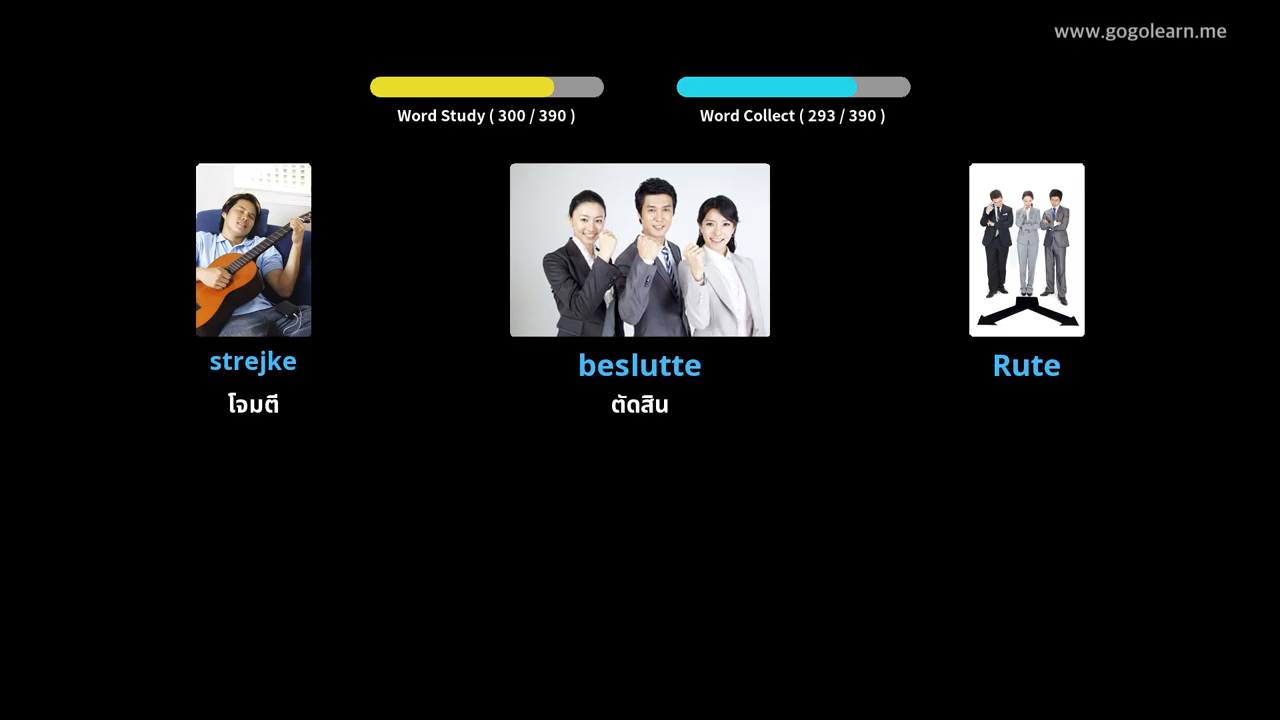 www.gogolearn.me
Word Study ( 300 / 390 )
Word Collect ( 293 / 390 )
strejke
โจมตี
beslutte
ตัดสิน
Rute